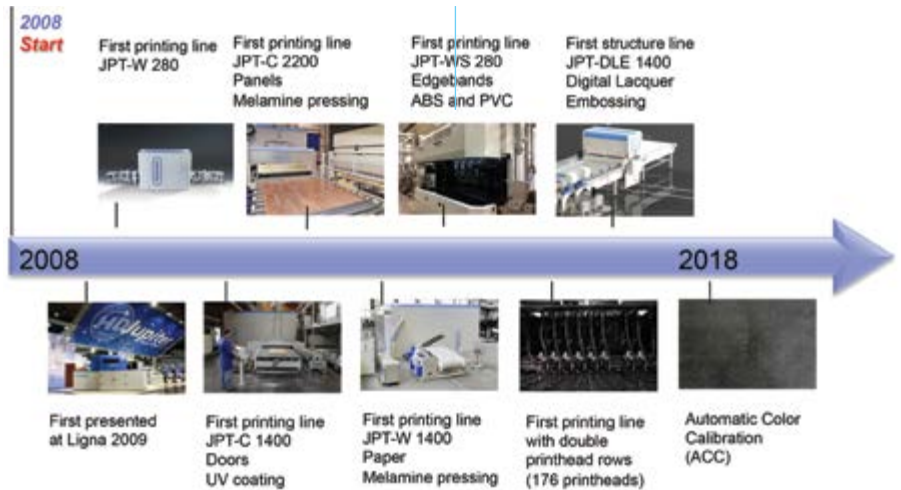 2008
Start
First printing line
JPT-W 280
First printing line
JPT-C 2200
Panels
Melamine pressing
First printing line
JPT-WS 280
Edgebands
ABS and PVC
First structure line
JPT-DLE 1400
Digital Lacquer
Embossing
2008
2018
HDJupiter
First presented
at Ligna 2009
First printing line
JPT-C 1400
Doors
UV coating
First printing line
JPT-W 1400
Paper
Melamine pressing
First printing line
with double
printhead rows
(176 printheads)
Automatic Color
Calibration
(ACC)